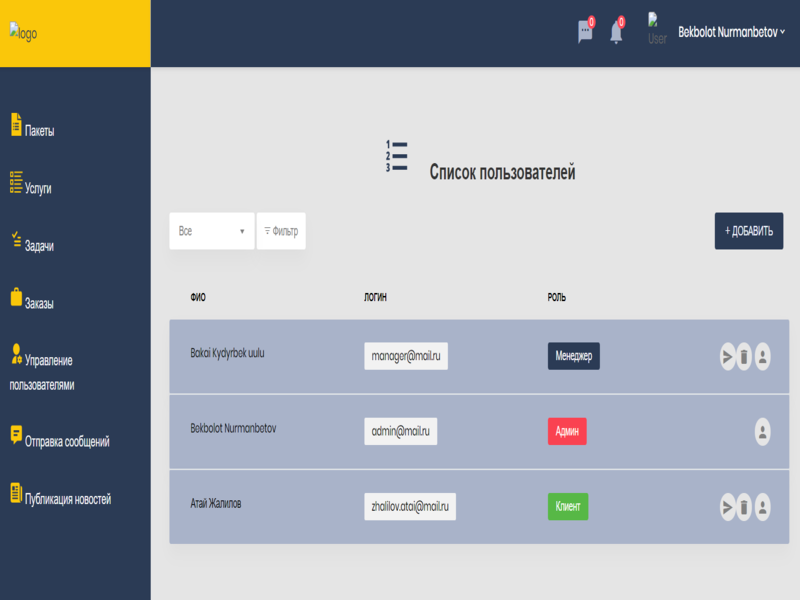 logo
0
0
User
Bekbolot Nurmanbetov
Пакеты
Услуги
Задачи
Заказы
Управление
пользователями
Отправка сообщений
Публикация новостей
1
2
3
Список пользователей
Все
Фильтр
+ ДОБАВИТЬ
ФИО ЛОГИН РОЛЬ
Bakai Kydyrbek uulu manager@mail.ru Менеджер
Bekbolot Nurmanbetov admin@mail.ru Админ
Атай Жалилов zhalilov.atai@mail.ru Клиент